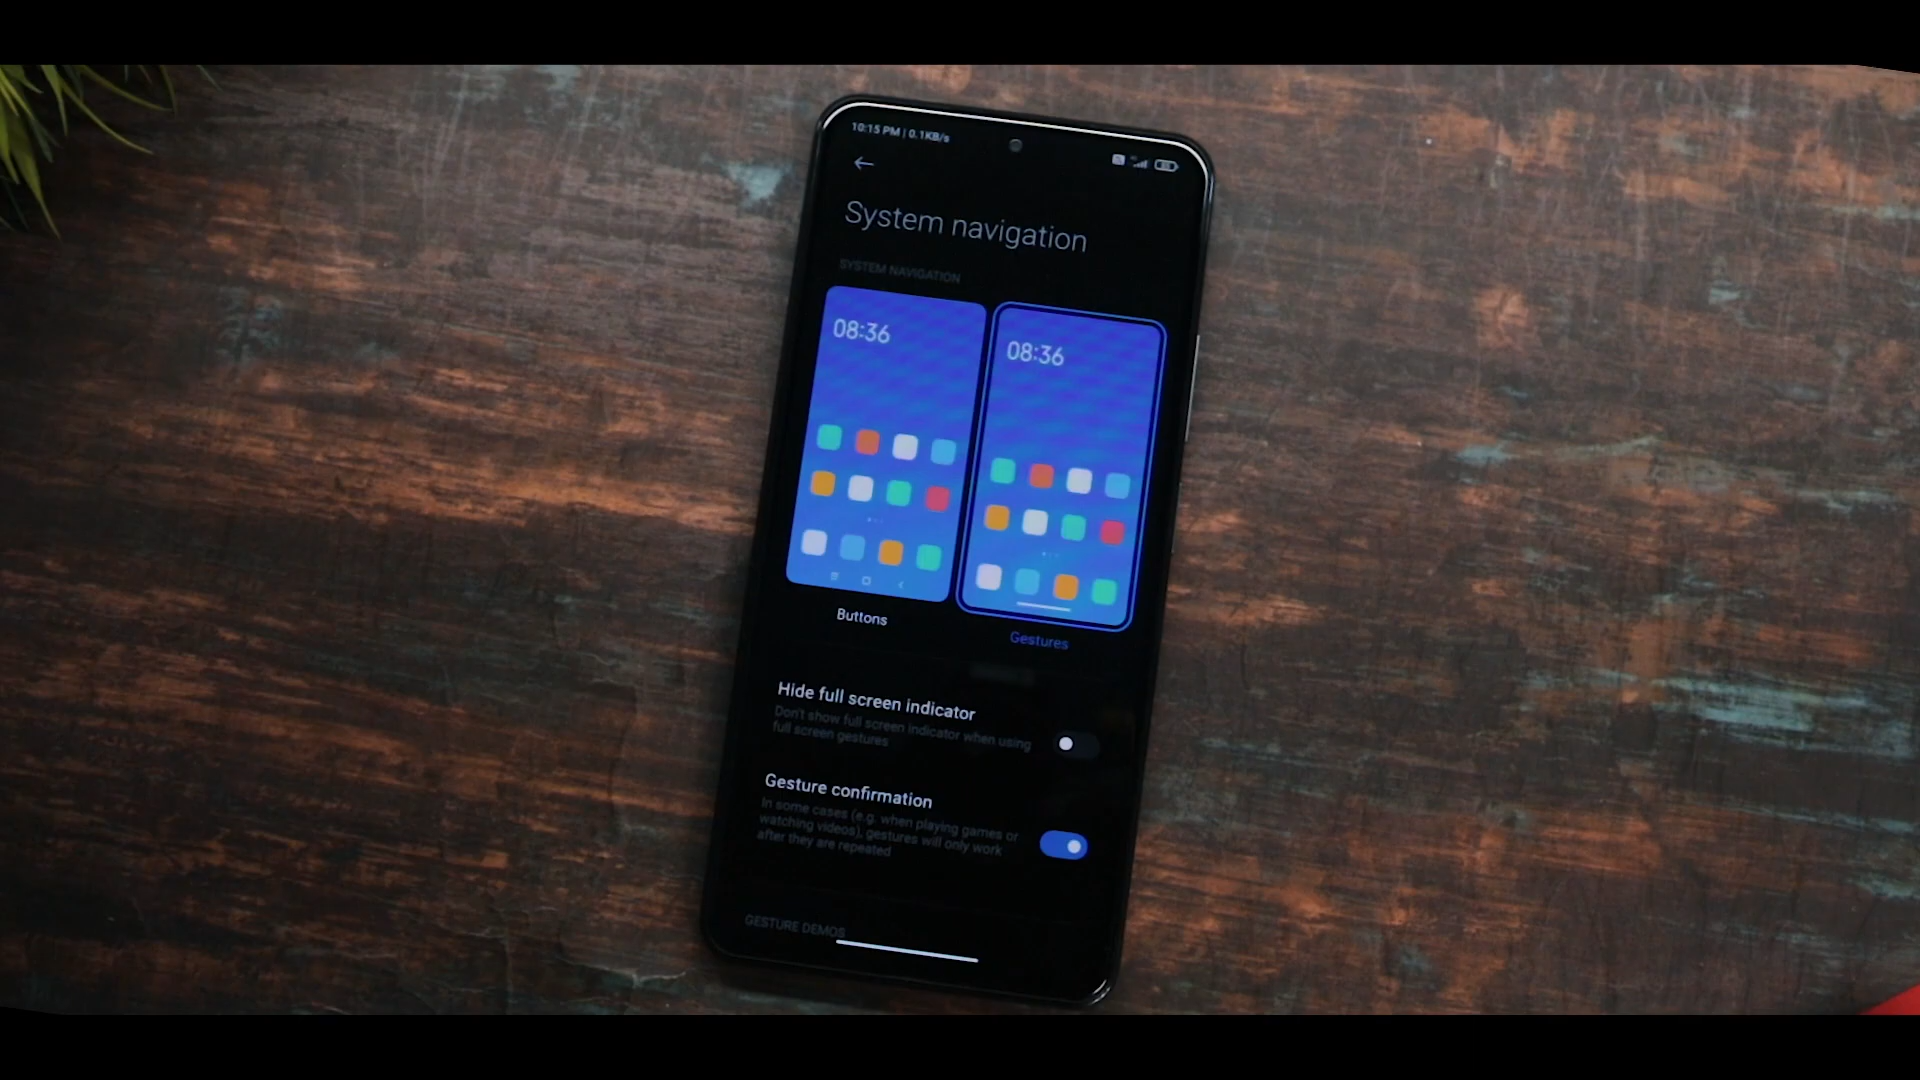 10:15 PM | 0.1KB/s
System navigation
SYSTEM NAVIGATION
08:36
08:36
Buttons
Gestures
Hide full screen indicator
Don't show full screen indicator when using
full screen gestures
Gesture confirmation
In some cases (e.g. when playing games or
watching videos), gestures will only work
after they are repeated
GESTURE DEMOS